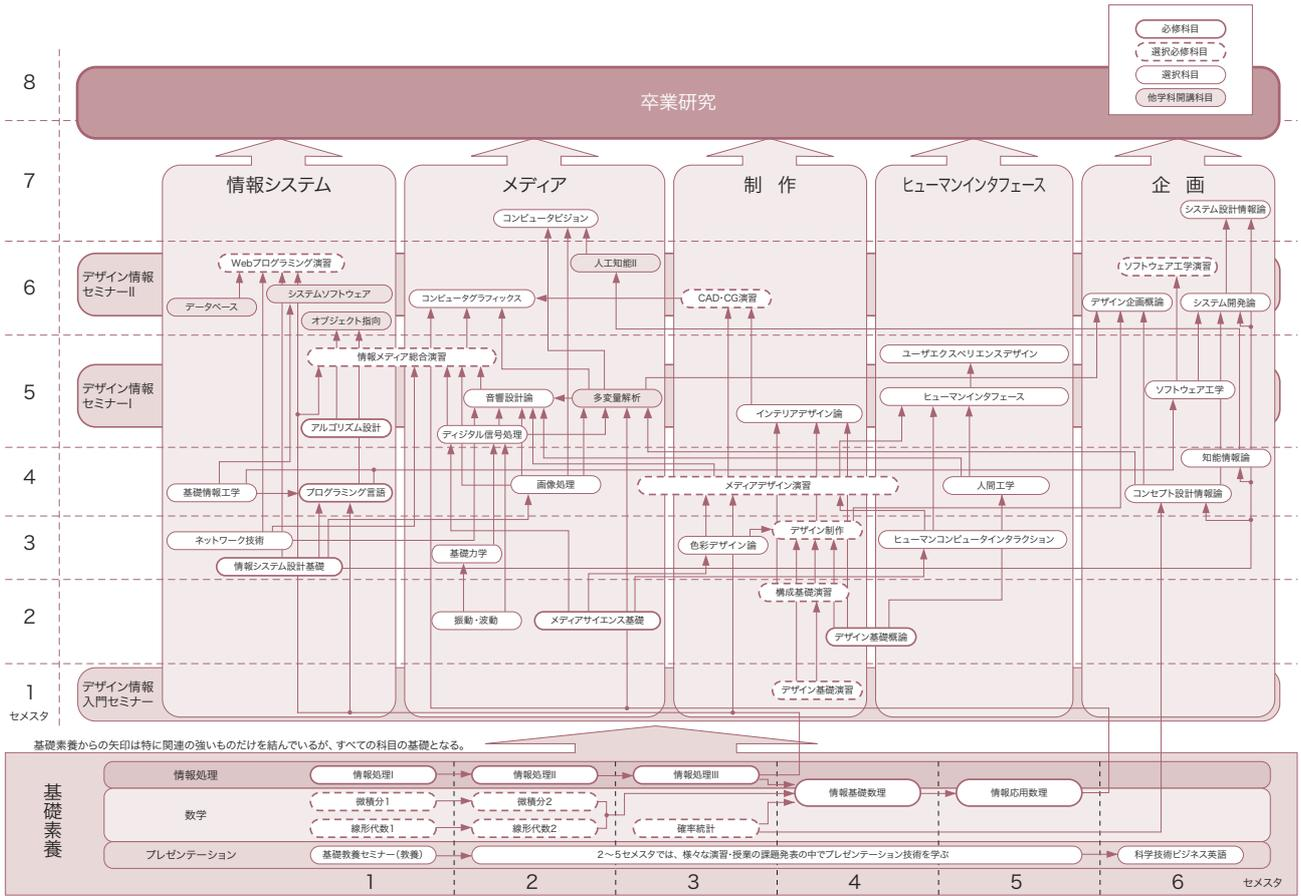 必修科目
選択必修科目
選択科目
他学科開講科目
8
卒業研究
7
情報システム
メディア
制 作
ヒューマンインタフェース
企 画
システム設計情報論
コンピュータビジョン
6
デザイン情報
セミナーII
Webプログラミング演習
人工知能II
ソフトウェア工学演習
システムソフトウェア
データベース
コンピュータグラフィックス
CAD・CG演習
デザイン企画概論
システム開発論
オブジェクト指向
5
デザイン情報
セミナーI
情報メディア総合演習
ユーザエクスペリエンスデザイン
音響設計論
多変量解析
ヒューマンインタフェース
ソフトウェア工学
インテリアデザイン論
アルゴリズム設計
ディジタル信号処理
4
知能情報論
基礎情報工学
プログラミング言語
画像処理
メディアデザイン演習
人間工学
コンセプト設計情報論
3
ネットワーク技術
基礎力学
色彩デザイン論
デザイン制作
ヒューマンコンピュータインタラクション
情報システム設計基礎
2
振動・波動
メディアサイエンス基礎
構成基礎演習
デザイン基礎概論
1
セメスタ
デザイン情報
入門セミナー
デザイン基礎演習
基礎素養からの矢印は特に関連の強いものだけを結んでいるが、すべての科目の基礎となる。
基礎素養
情報処理
情報処理I
情報処理II
情報処理III
数学
微積分1
微積分2
情報基礎数理
情報応用数理
線形代数1
線形代数2
確率統計
プレゼンテーション
基礎教養セミナー(教養)
2〜5セメスタでは、様々な演習・授業の課題発表の中でプレゼンテーション技術を学ぶ
科学技術ビジネス英語
1
2
3
4
5
6
セメスタ